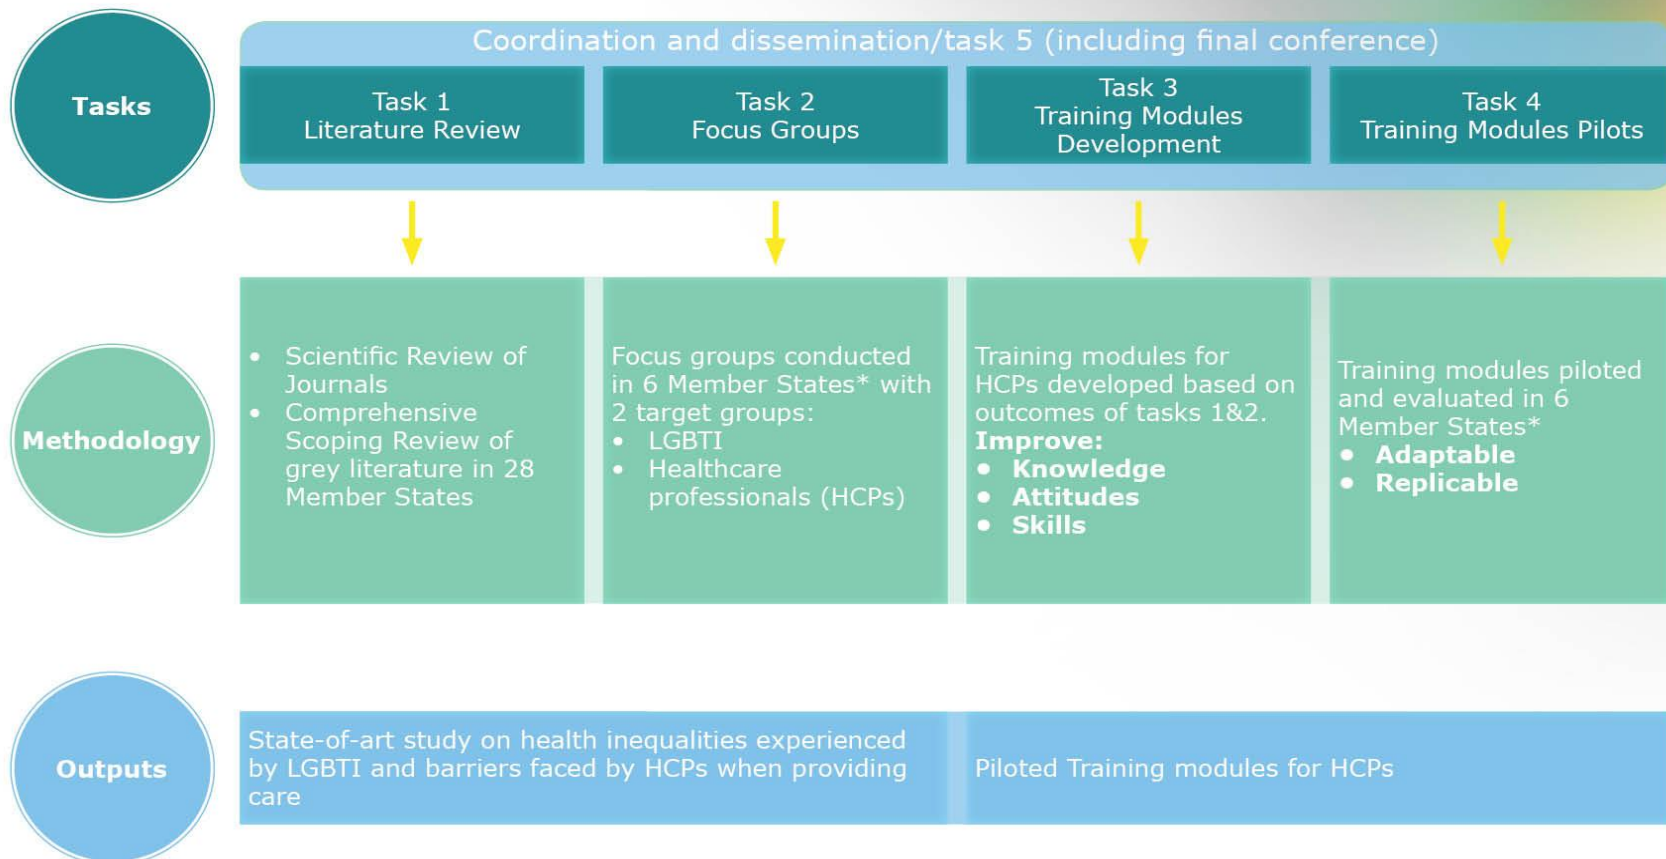 Tasks
Coordination and dissemination/task 5 (including final conference)
Task 1
Literature Review
Task 2
Focus Groups
Task 3
Training Modules
Development
Task 4
Training Modules Pilots
Methodology
• Scientific Review of
Journals
• Comprehensive
Scoping Review of
grey literature in 28
Member States
Focus groups conducted
in 6 Member States* with
2 target groups:
• LGBTI
• Healthcare
professionals (HCPs)
Training modules for
HCPs developed based on
outcomes of tasks 1&2.
Improve:
• Knowledge
• Attitudes
• Skills
Training modules piloted
and evaluated in 6
Member States*
• Adaptable
• Replicable
Outputs
State-of-art study on health inequalities experienced
by LGBTI and barriers faced by HCPs when providing
care
Piloted Training modules for HCPs